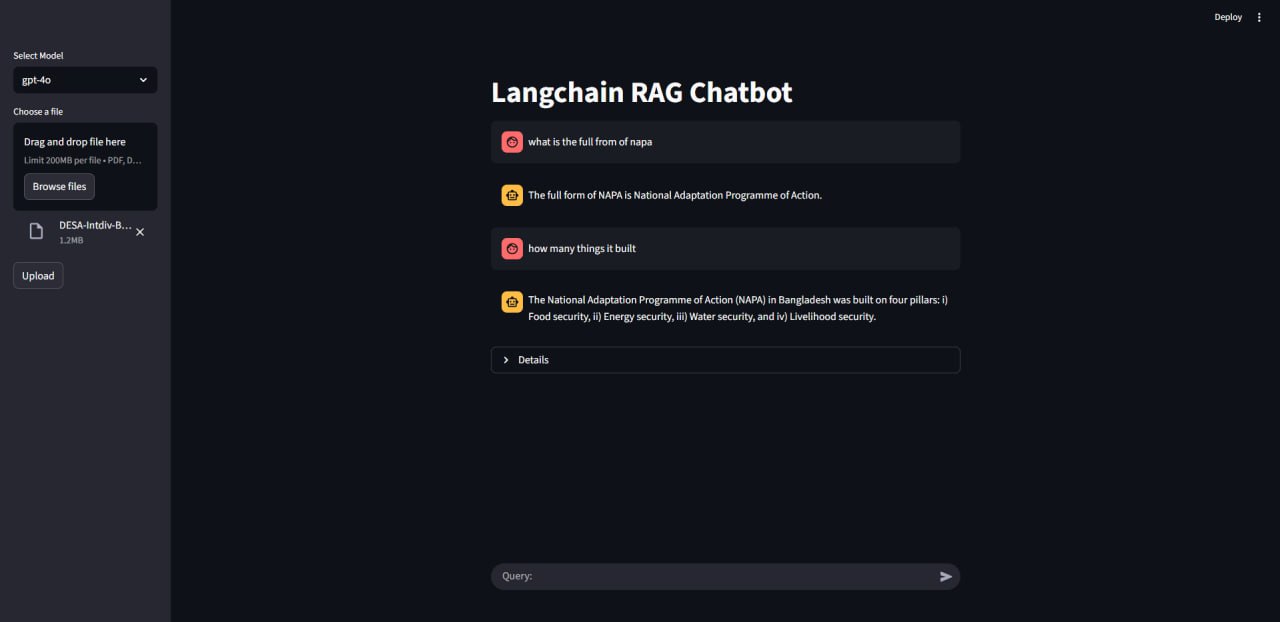 Deploy
Select Model
gpt-4o
Choose a file
Drag and drop file here
Limit 200MB per file • PDF, D...
Browse files
DESA-Intdiv-B...
1.2MB
Upload
Langchain RAG Chatbot
what is the full from of napa
The full form of NAPA is National Adaptation Programme of Action.
how many things it built
The National Adaptation Programme of Action (NAPA) in Bangladesh was built on four pillars: i)
Food security, ii) Energy security, iii) Water security, and iv) Livelihood security.
Details
Query: